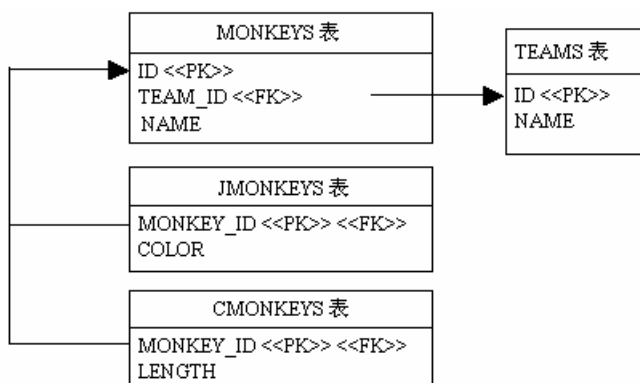 MONKEYS 表
ID <<PK>>
TEAM_ID <<FK>>
NAME
TEAMS 表
ID <<PK>>
NAME
JMONKEYS 表
MONKEY_ID <<PK>> <<FK>>
COLOR
CMONKEYS 表
MONKEY_ID <<PK>> <<FK>>
LENGTH